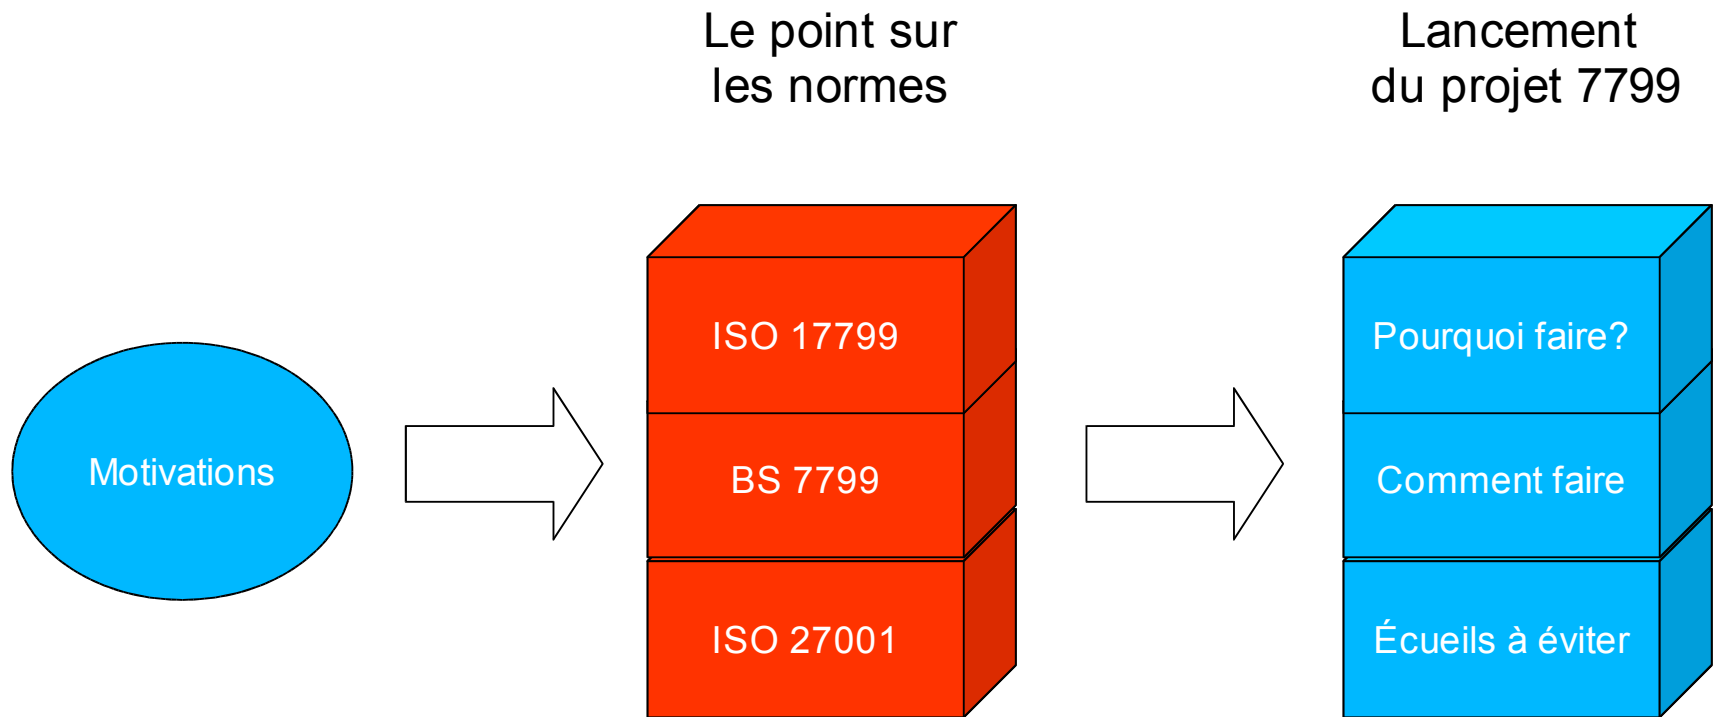 Le point sur
les normes
Lancement
du projet 7799
Motivations
ISO 17799
BS 7799
ISO 27001
Pourquoi faire?
Comment faire
Écueils à éviter